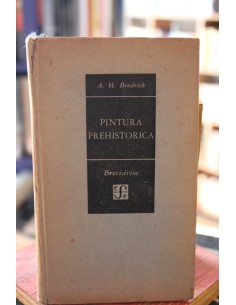 A. H. Brodrick
PINTURA
PREHISTORICA
Breviarios